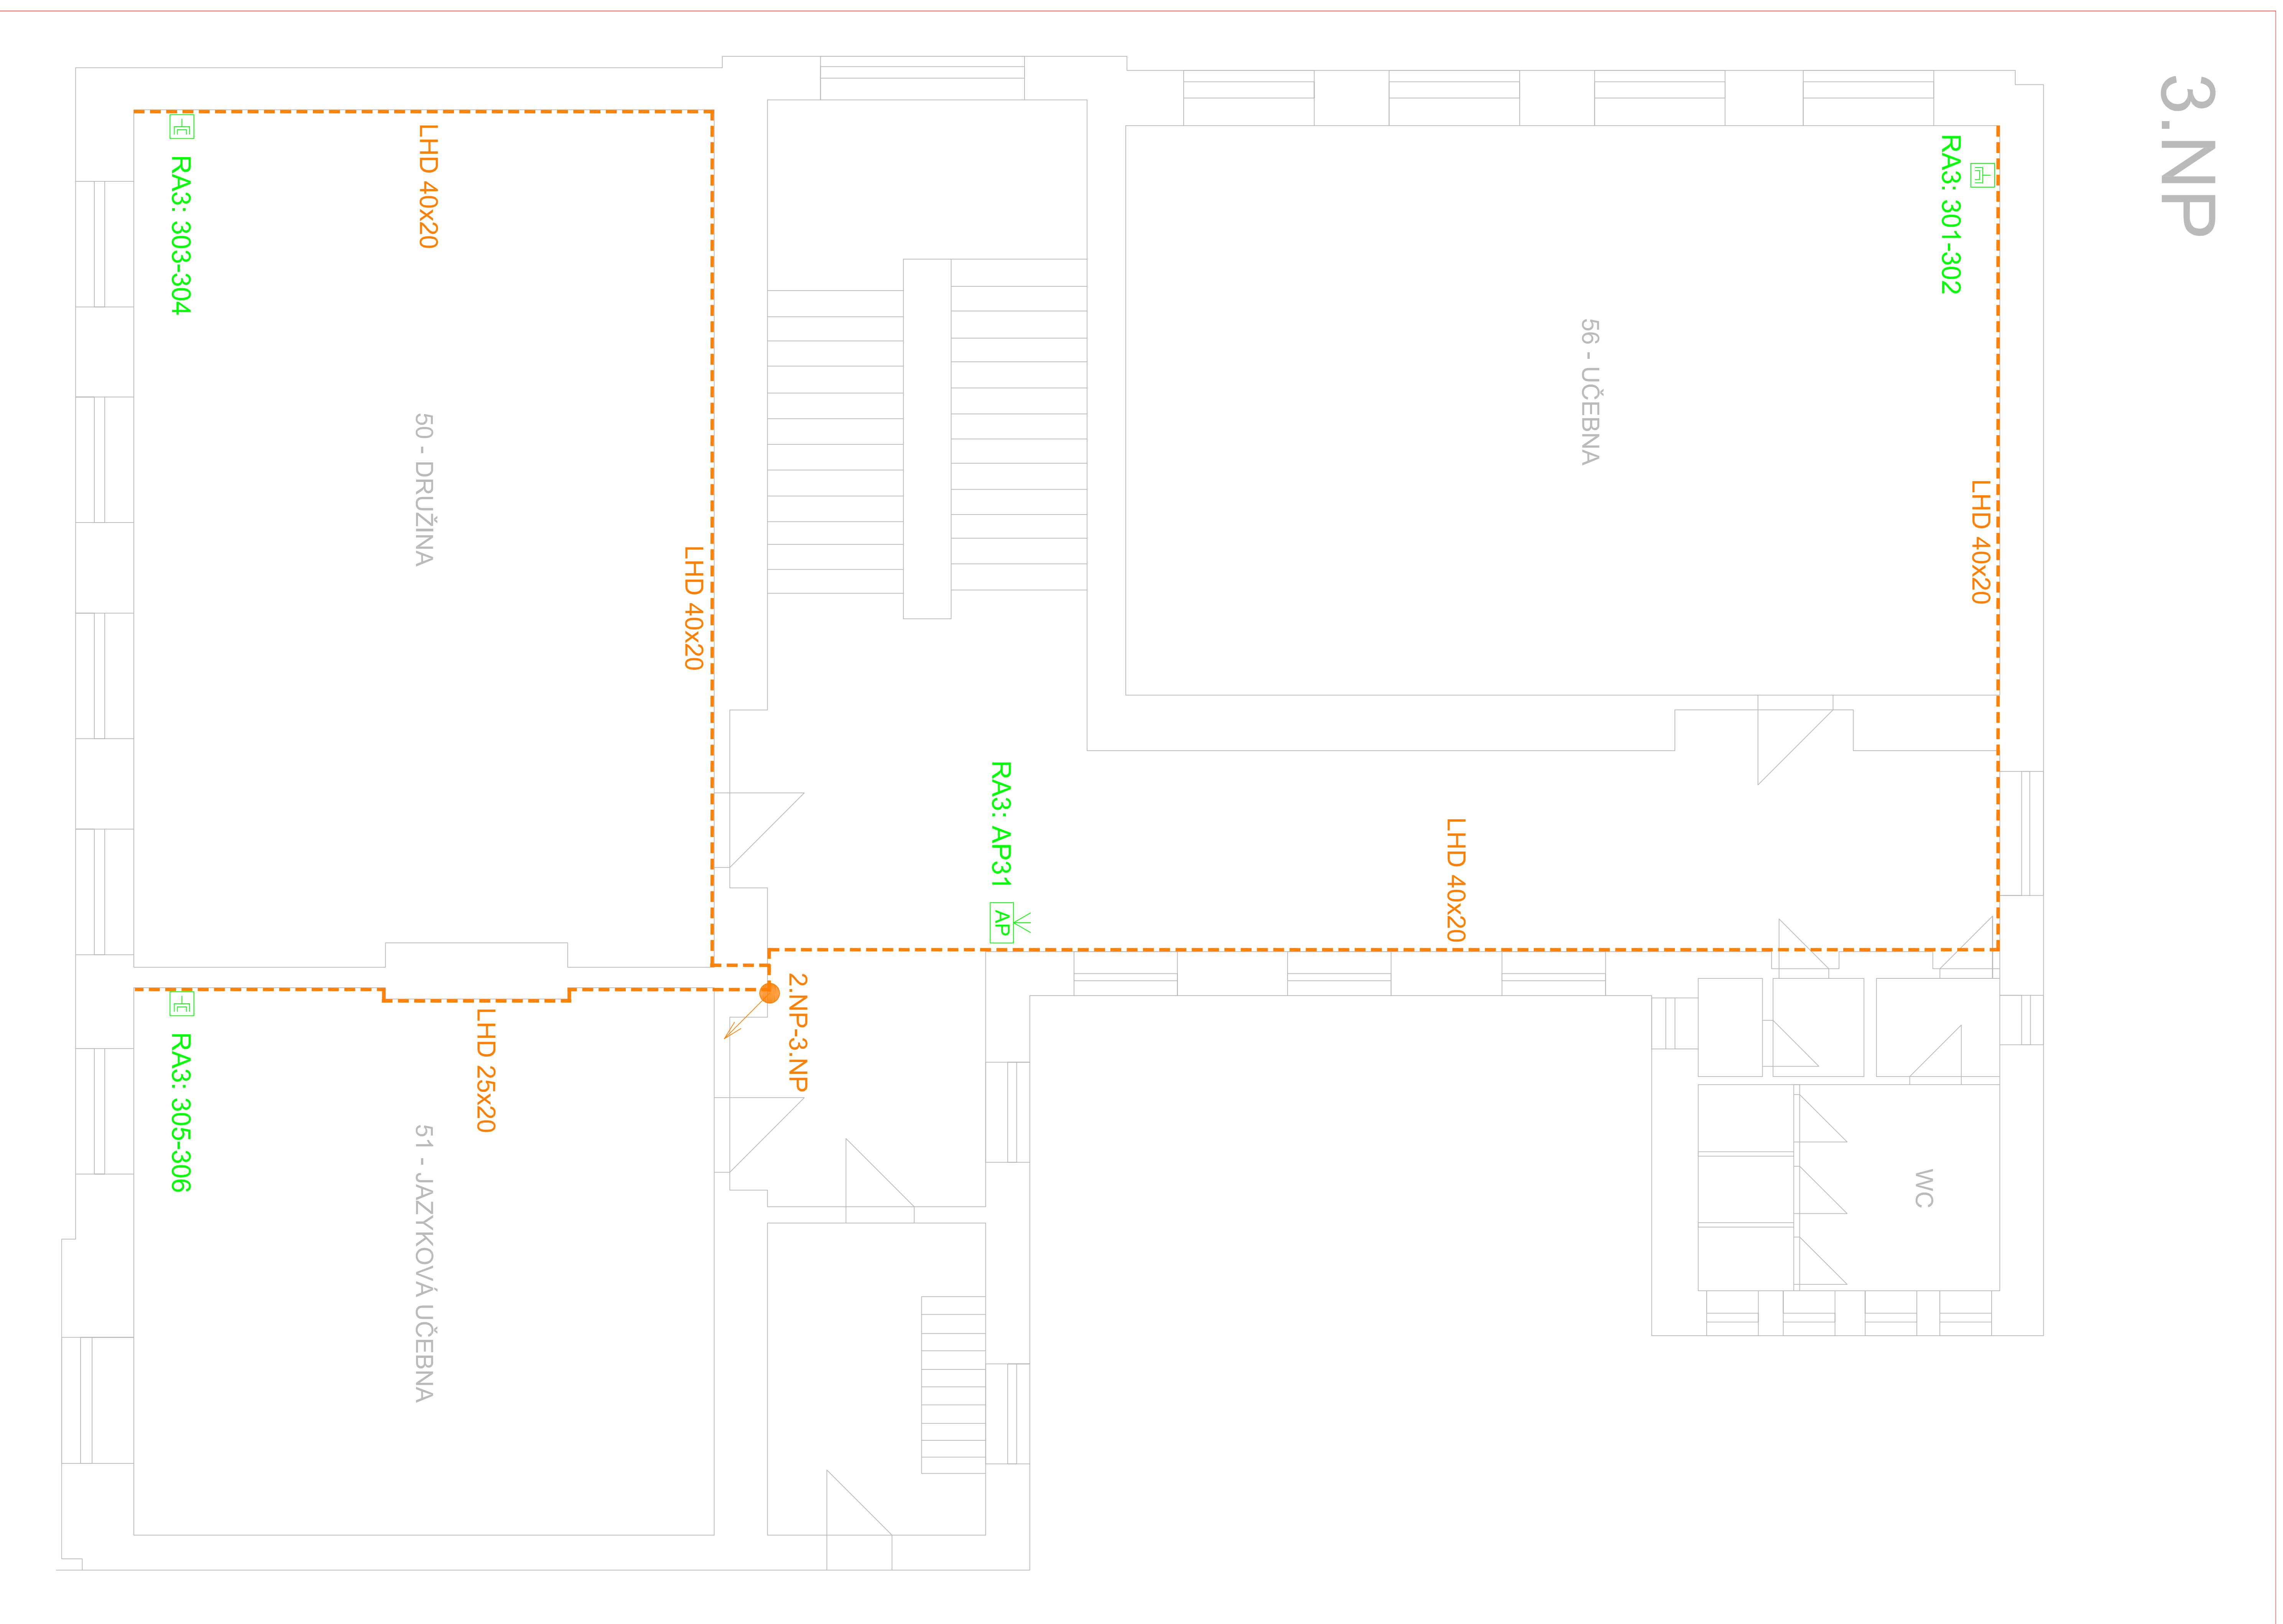 3.NP
RA3: 301-302
56 - UČEBNA
LHD 40x20
LHD 40x20
RA3: AP31
AP
LHD 40x20
RA3: 303-304
50 - DRUŽINA
LHD 40x20
2.NP-3.NP
LHD 25x20
RA3: 305-306
51 - JAZYKOVÁ UČEBNA
WC